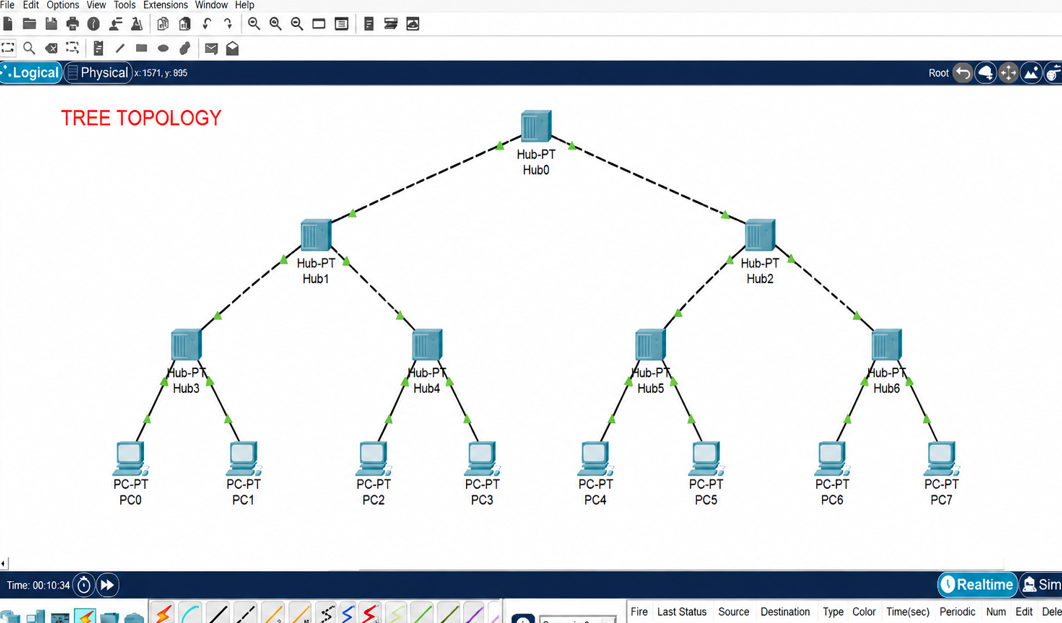 File Edit Options View Tools Extensions Window Help
Logical Physical x: 1571, y: 895 Root
TREE TOPOLOGY
Hub-PT
Hub0
Hub-PT Hub-PT
Hub1 Hub2
Hub-PT Hub-PT Hub-PT Hub-PT
Hub3 Hub4 Hub5 Hub6
PC-PT PC-PT PC-PT PC-PT PC-PT PC-PT PC-PT PC-PT
PC0 PC1 PC2 PC3 PC4 PC5 PC6 PC7
Time: 00:10:34 Realtime Sim
Fire Last Status Source Destination Type Color Time(sec) Periodic Num Edit Dele